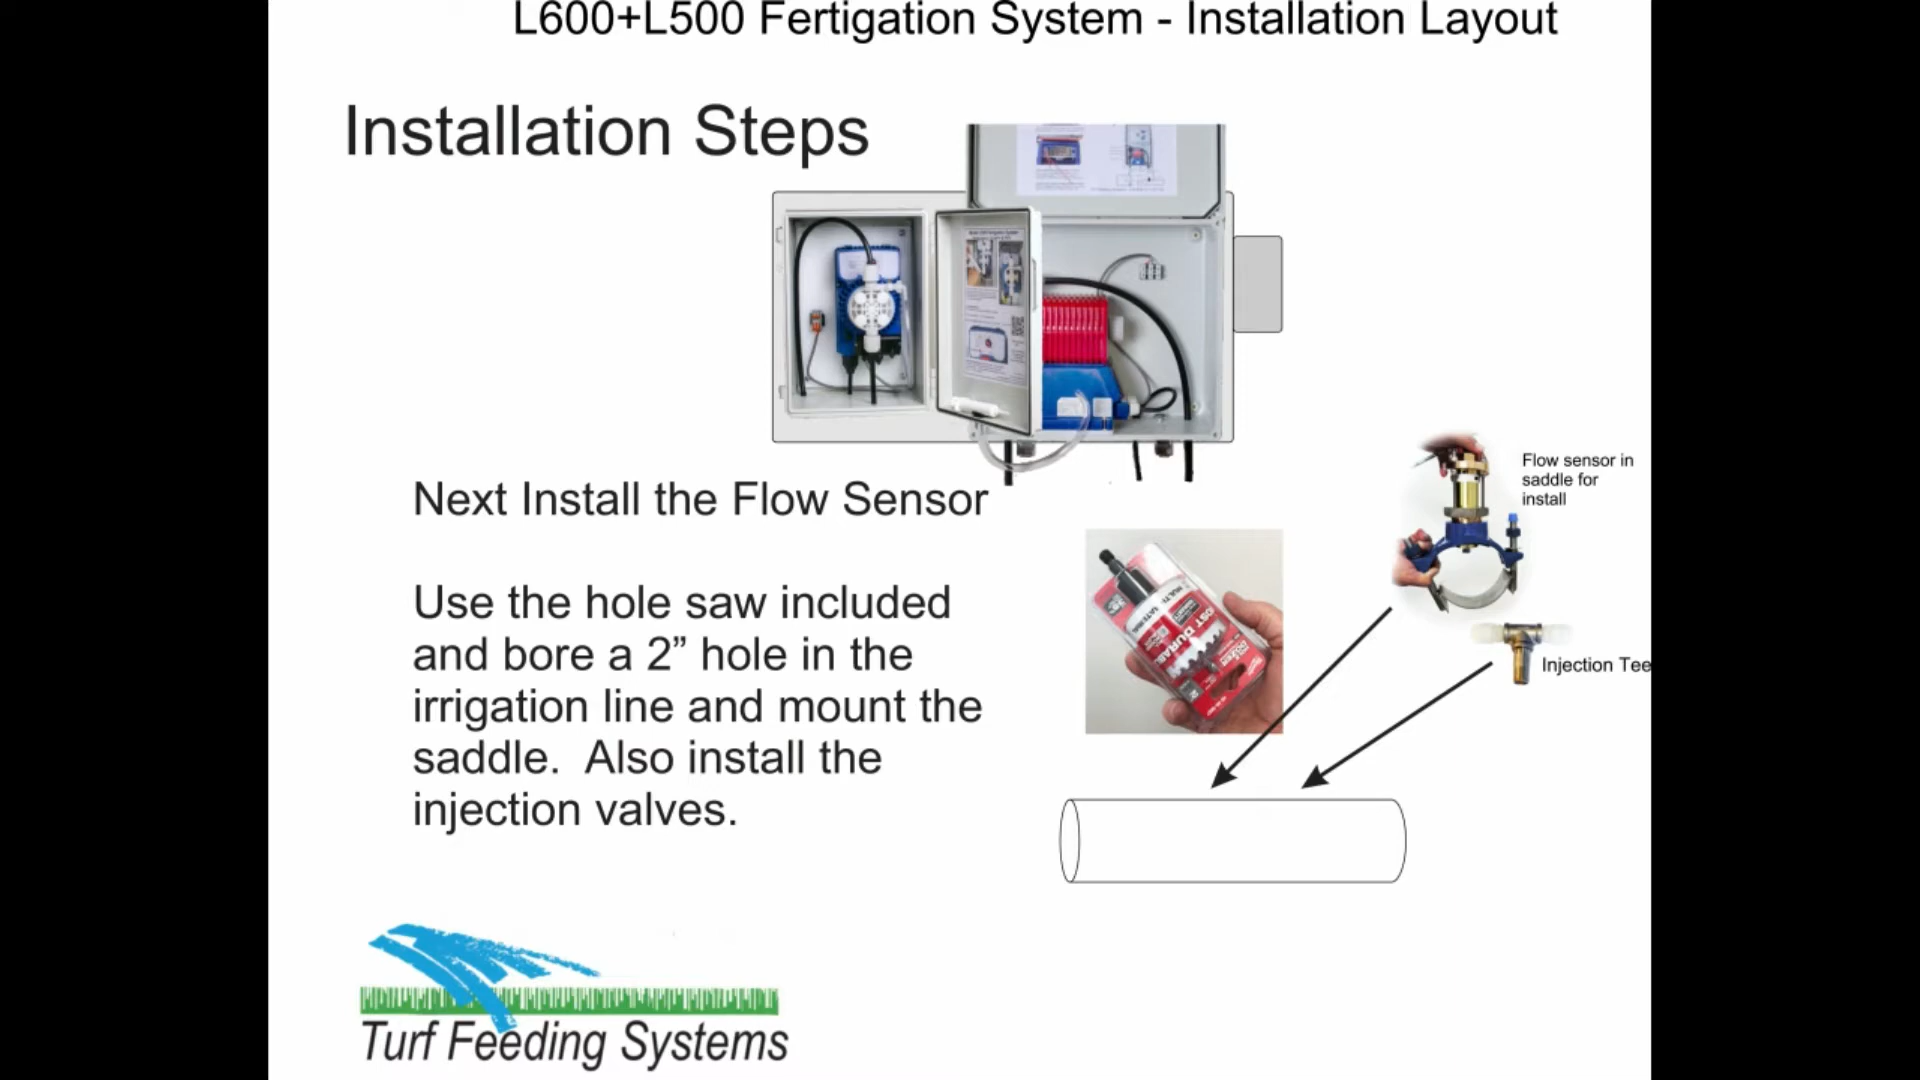 L600+L500 Fertigation System - Installation Layout
Installation Steps
Next Install the Flow Sensor
Use the hole saw included
and bore a 2” hole in the
irrigation line and mount the
saddle.  Also install the
injection valves.
Flow sensor in
saddle for
install
Injection Tee
Turf Feeding Systems